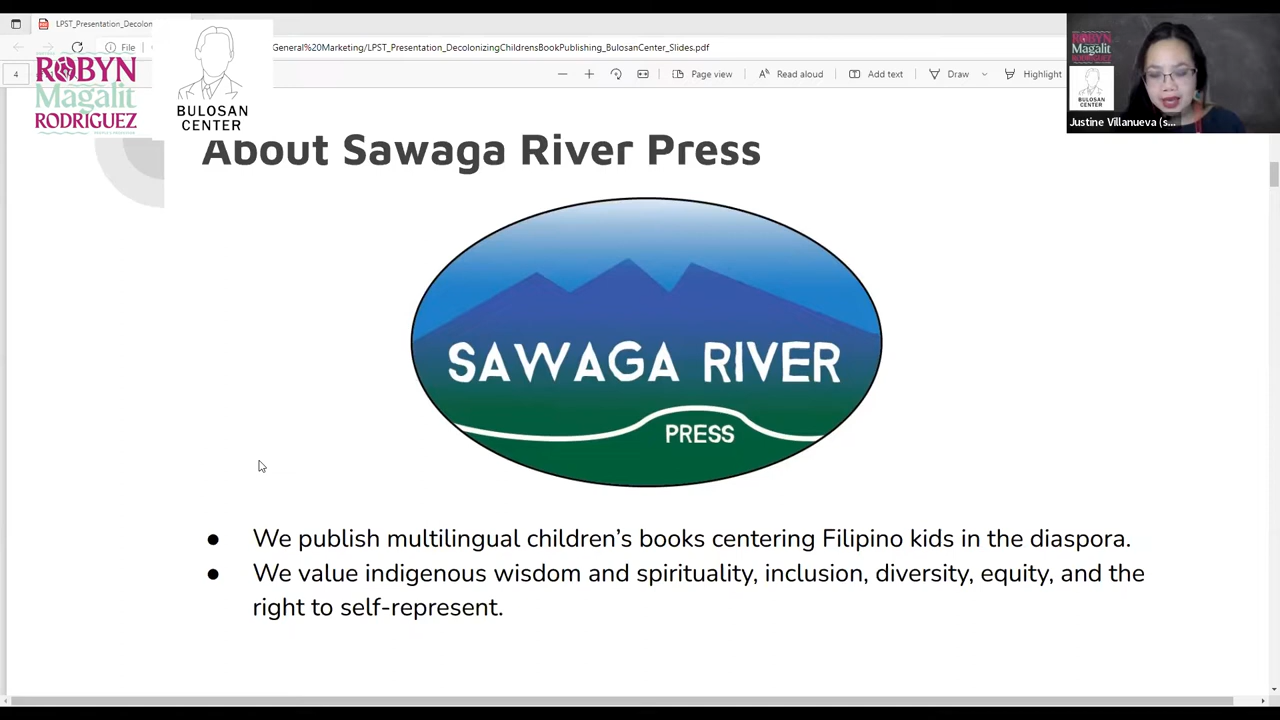 LPST_Presentation_Decolon
File
General%20Marketing/LPST_Presentation_DecolonizingChildrensBookPublishing_BulosanCenter_Slides.pdf
4
Page view
Read aloud
Add text
Draw
Highlight
ROBYN
Magalit
RODRIGUEZ
BULOSAN
CENTER
ROBYN
Magalit
RODRIGUEZ
BULOSAN
CENTER
Justine Villanueva (s...
About Sawaga River Press
SAWAGA RIVER
PRESS
● We publish multilingual children’s books centering Filipino kids in the diaspora.
● We value indigenous wisdom and spirituality, inclusion, diversity, equity, and the
right to self-represent.